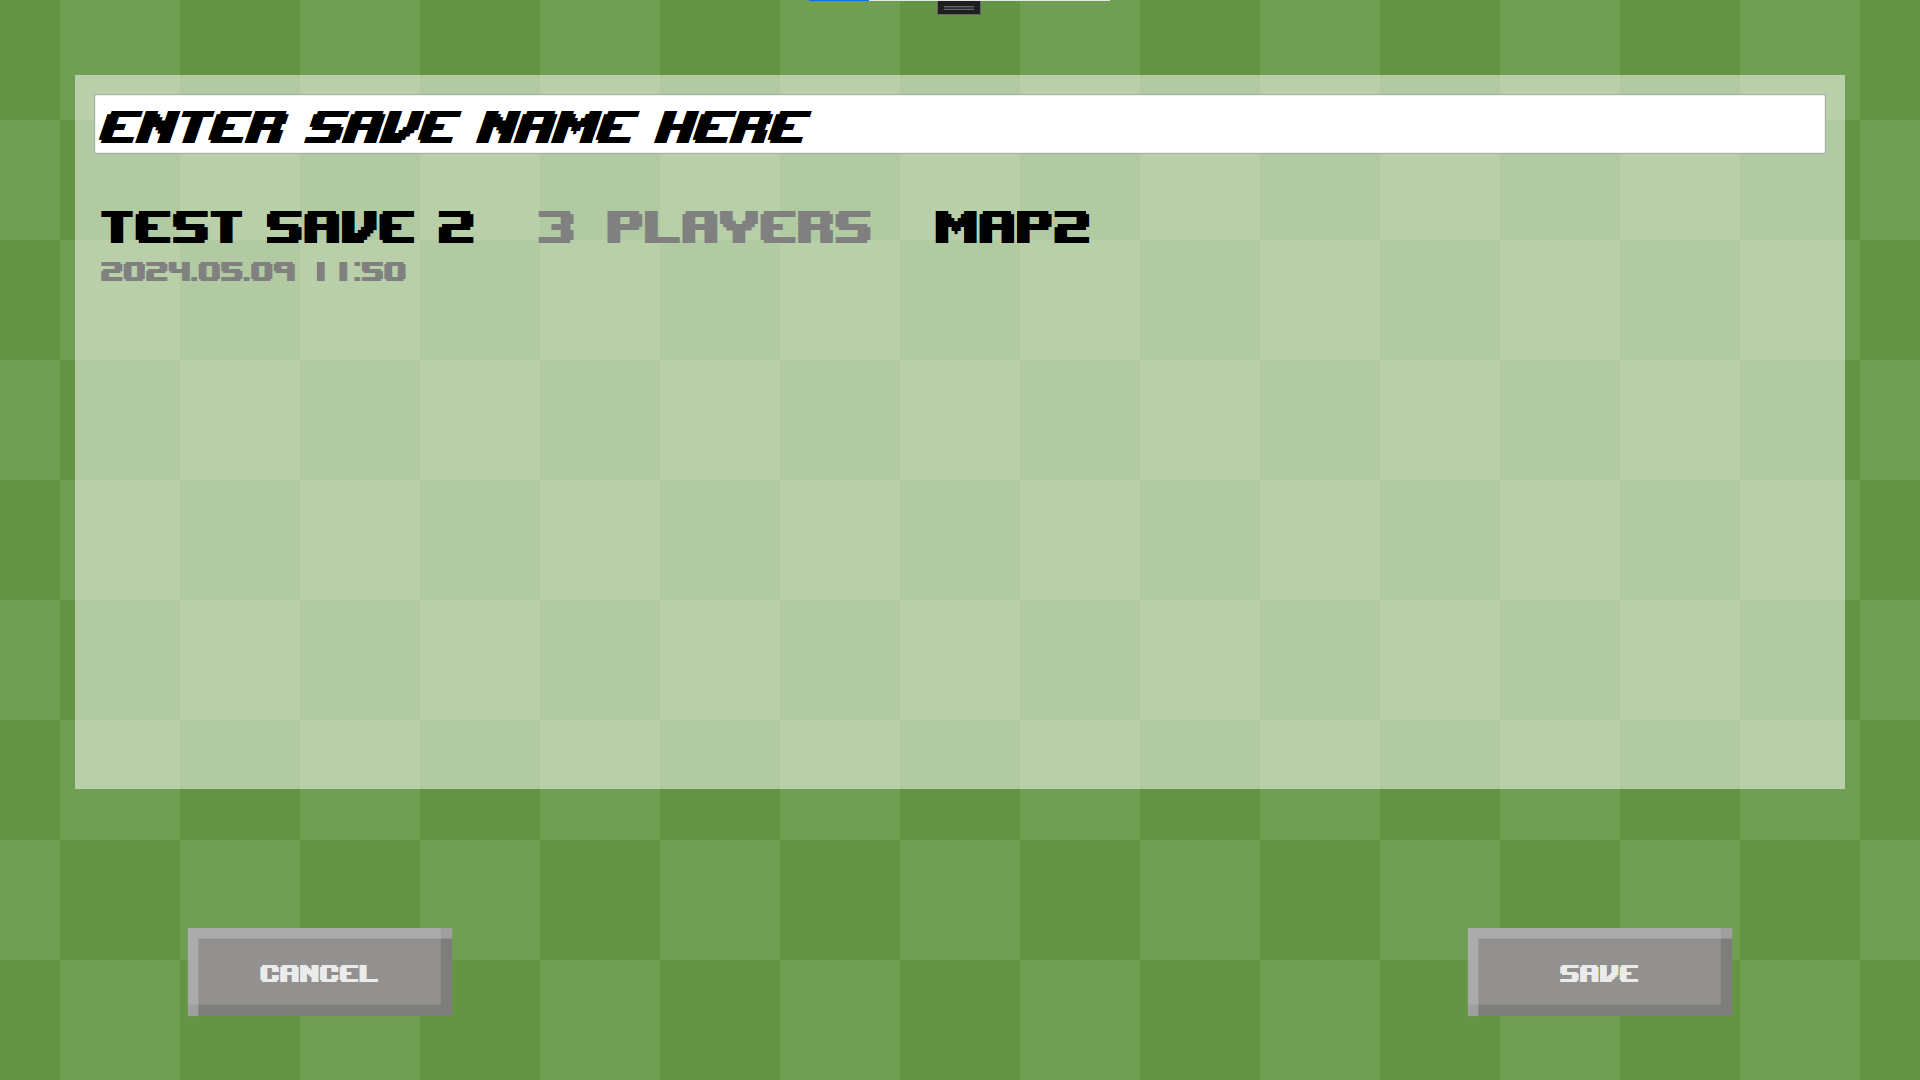 ENTER SAVE NAME HERE
TEST SAVE 2 3 PLAYERS MAP2
2024.05.09 11:50
CANCEL
SAVE